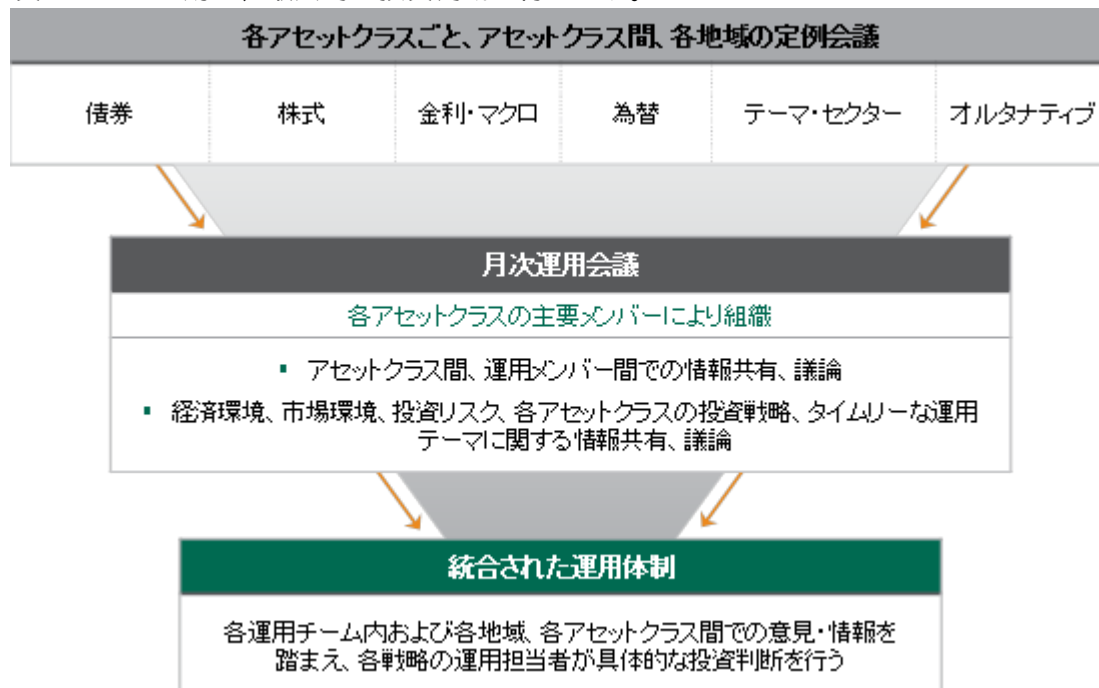 各アセットクラスごと、アセットクラス間、各地域の定例会議
債券 株式 金利・マクロ 為替 テーマ・セクター オルタナティブ
月次運用会議
各アセットクラスの主要メンバーにより組織
▪ アセットクラス間、運用メンバー間での情報共有、議論
▪ 経済環境、市場環境、投資リスク、各アセットクラスの投資戦略、タイムリーな運用
テーマに関する情報共有、議論
統合された運用体制
各運用チーム内および各地域、各アセットクラス間での意見・情報を
踏まえ、各戦略の運用担当者が具体的な投資判断を行う